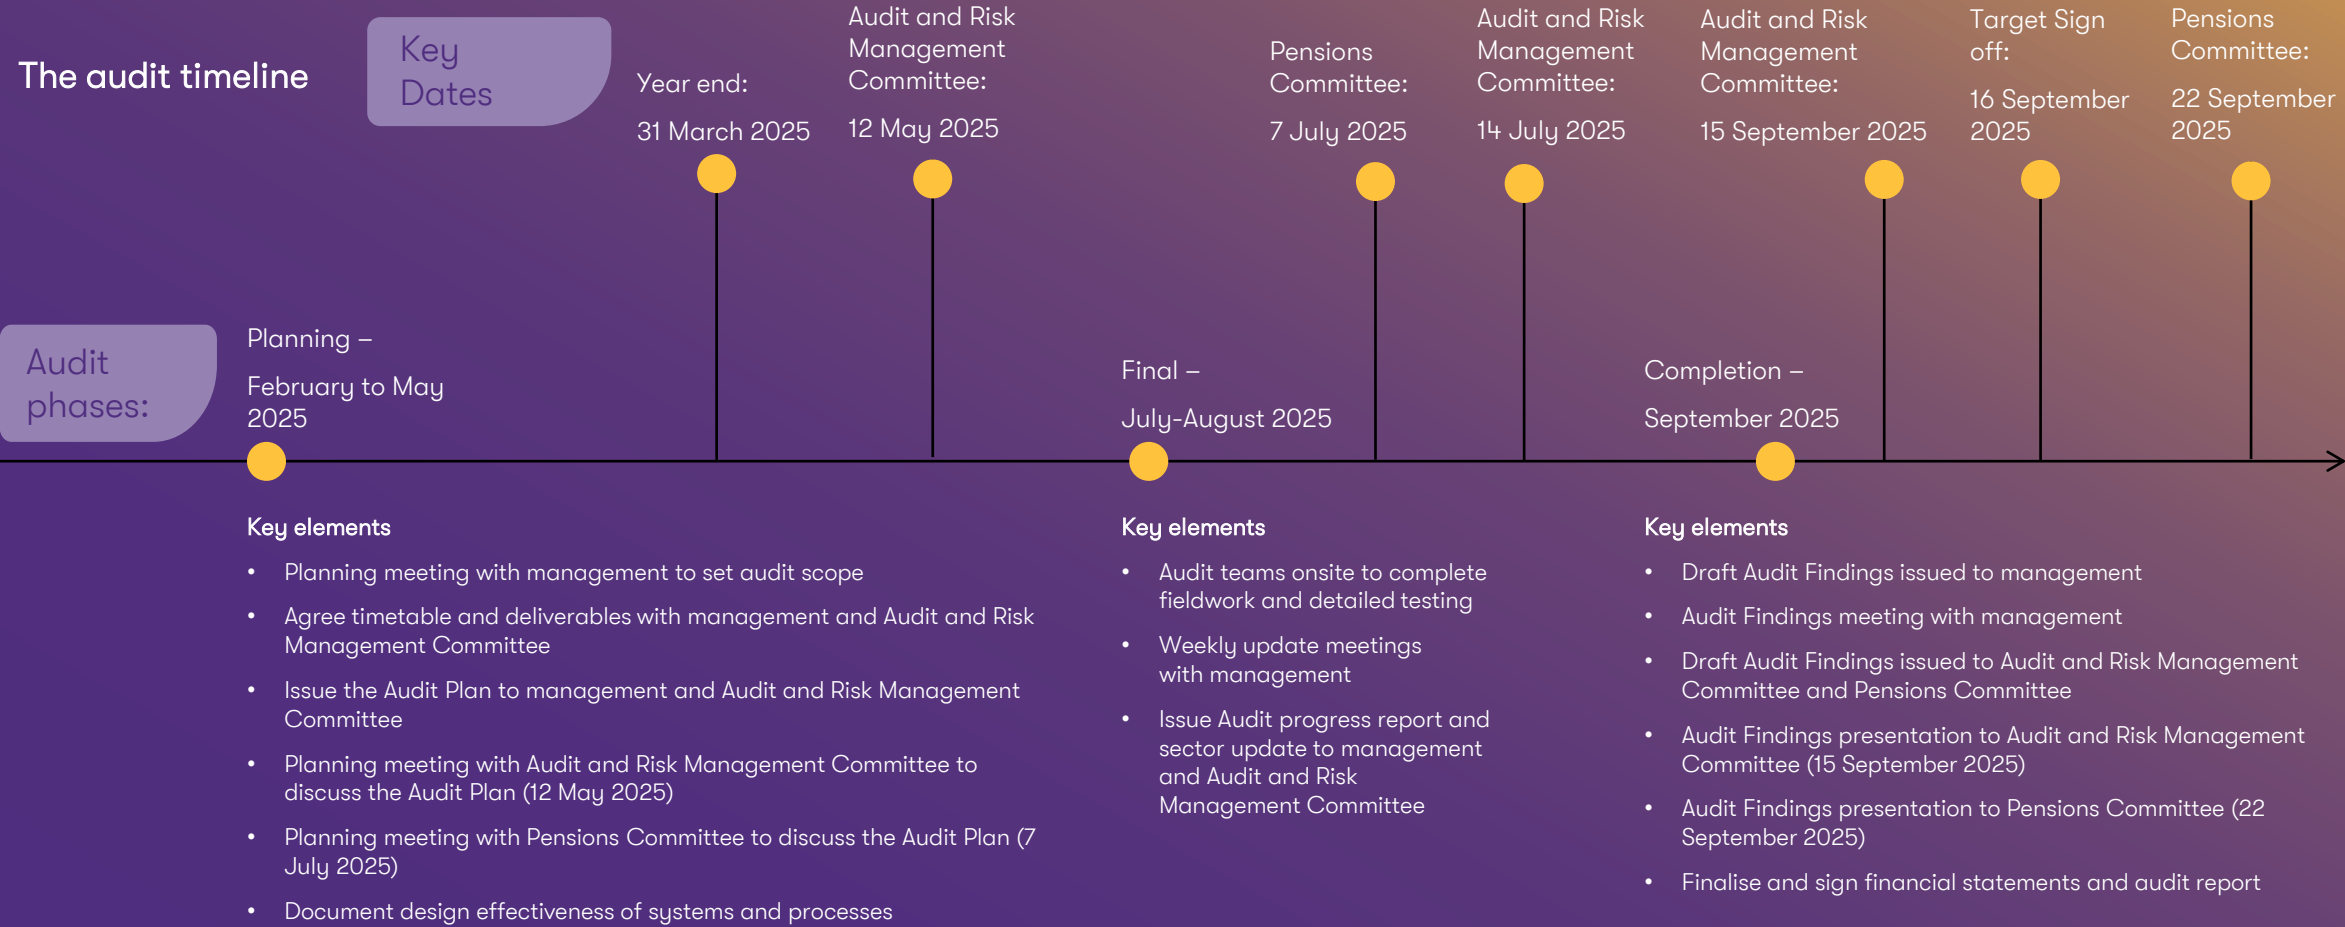 The audit timeline
Key
Dates
Year end:
31 March 2025
Audit and Risk
Management
Committee:
12 May 2025
Pensions
Committee:
7 July 2025
Audit and Risk
Management
Committee:
14 July 2025
Audit and Risk
Management
Committee:
15 September 2025
Target Sign
off:
16 September
2025
Pensions
Committee:
22 September
2025
Audit
phases:
Planning –
February to May
2025
Final –
July-August 2025
Completion –
September 2025
Key elements
• Planning meeting with management to set audit scope
• Agree timetable and deliverables with management and Audit and Risk
Management Committee
• Issue the Audit Plan to management and Audit and Risk Management
Committee
• Planning meeting with Audit and Risk Management Committee to
discuss the Audit Plan (12 May 2025)
• Planning meeting with Pensions Committee to discuss the Audit Plan (7
July 2025)
• Document design effectiveness of systems and processes
Key elements
• Audit teams onsite to complete
fieldwork and detailed testing
• Weekly update meetings
with management
• Issue Audit progress report and
sector update to management
and Audit and Risk
Management Committee
Key elements
• Draft Audit Findings issued to management
• Audit Findings meeting with management
• Draft Audit Findings issued to Audit and Risk Management
Committee and Pensions Committee
• Audit Findings presentation to Audit and Risk Management
Committee (15 September 2025)
• Audit Findings presentation to Pensions Committee (22
September 2025)
• Finalise and sign financial statements and audit report